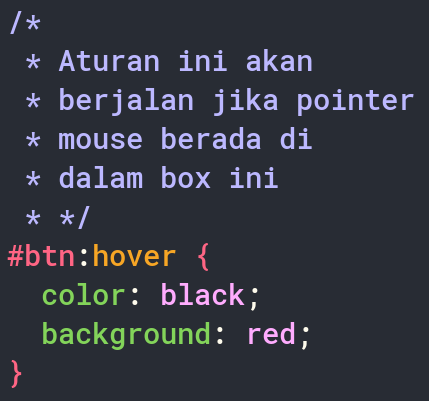 /*
 * Aturan ini akan
 * berjalan jika pointer
 * mouse berada di
 * dalam box ini
 * */
#btn:hover {
  color: black;
  background: red;
}